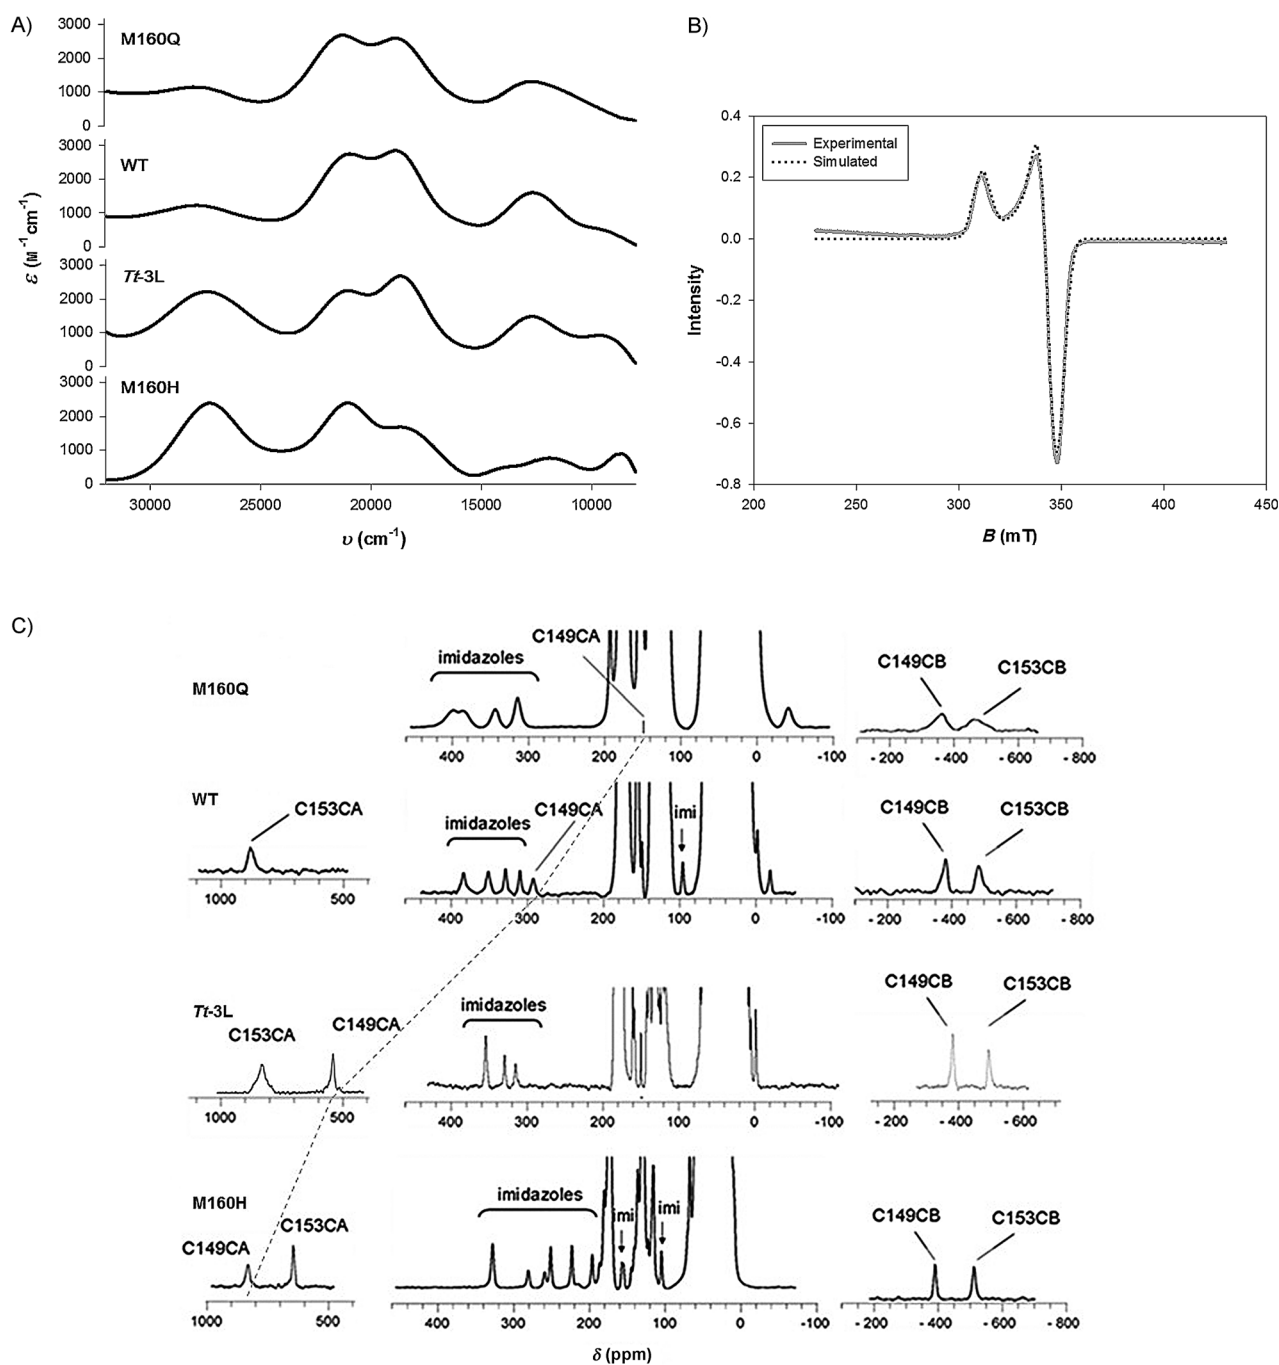 A)
M160Q
3000
2000
1000
0
WT
3000
2000
1000
0
Tt-3L
3000
2000
1000
0
M160H
3000
2000
1000
0
ε (M⁻¹cm⁻¹)
30000 25000 20000 15000 10000
υ (cm⁻¹)
B)
0.4
0.2
0.0
-0.2
-0.4
-0.6
-0.8
Experimental
Simulated
Intensity
200 250 300 350 400 450
B (mT)
C)
M160Q
imidazoles
C149CA
C149CB
C153CB
400 300 200 100 0 -100
- 200 - 400 - 600 - 800
WT
C153CA
imidazoles
C149CA
imi
C149CB
C153CB
1000 500
400 300 200 100 0 -100
- 200 - 400 - 600 - 800
Tt-3L
C153CA
C149CA
imidazoles
C149CB
C153CB
1000 500
400 300 200 100 0 -100
- 200 - 400 - 600
M160H
C149CA
C153CA
imidazoles
imi
imi
C149CB
C153CB
1000 500
400 300 200 100 0 -100
- 200 - 400 - 600 - 800
δ (ppm)